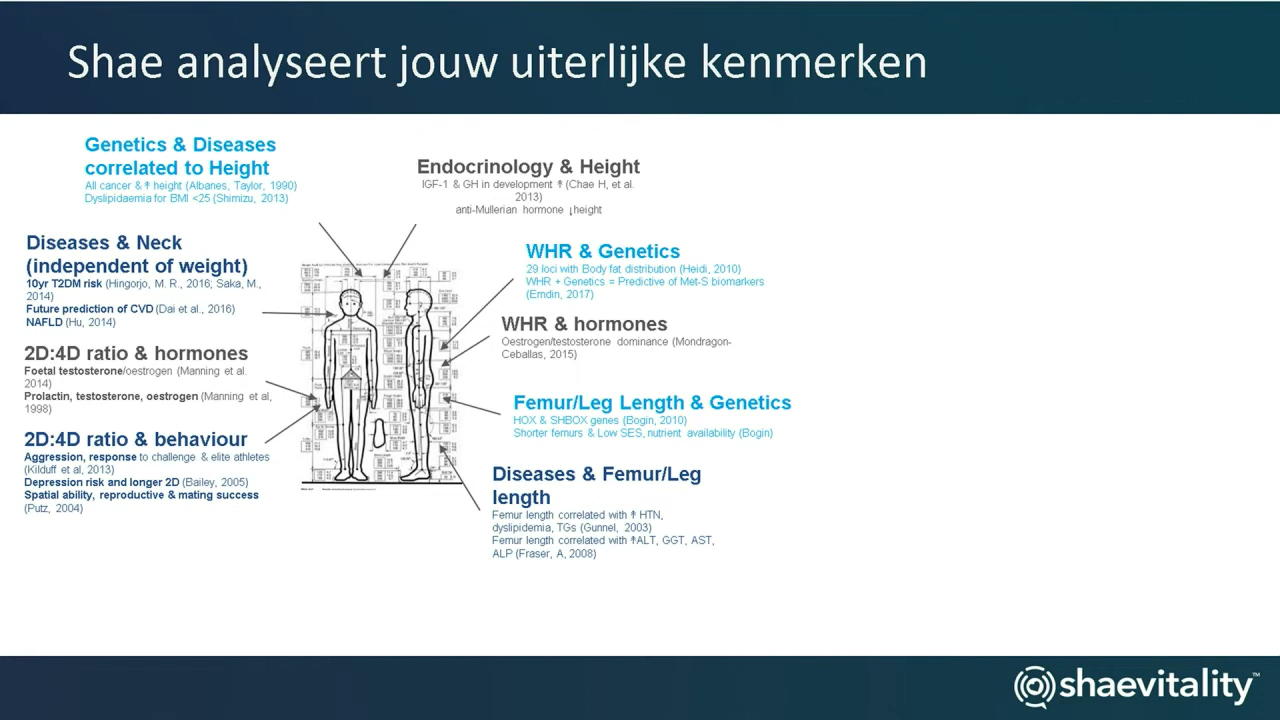 Shae analyseert jouw uiterlijke kenmerken
Genetics & Diseases
correlated to Height
All cancer & ↟ height (Albanes, Taylor, 1990)
Dyslipidaemia for BMI <25 (Shimizu, 2013)
Endocrinology & Height
IGF-1 & GH in development ↟ (Chae H, et al.
2013)
anti-Mullerian hormone ↓height
Diseases & Neck
(independent of weight)
10yr T2DM risk (Hingorjo, M. R., 2016; Saka, M.,
2014)
Future prediction of CVD (Dai et al., 2016)
NAFLD (Hu, 2014)
WHR & Genetics
29 loci with Body fat distribution (Heidi, 2010)
WHR + Genetics = Predictive of Met-S biomarkers
(Emdin, 2017)
WHR & hormones
Oestrogen/testosterone dominance (Mondragon-
Ceballas, 2015)
2D:4D ratio & hormones
Foetal testosterone/oestrogen (Manning et al.
2014)
Prolactin, testosterone, oestrogen (Manning et al,
1998)
Femur/Leg Length & Genetics
HOX & SHBOX genes (Bogin, 2010)
Shorter femurs & Low SES, nutrient availability (Bogin)
2D:4D ratio & behaviour
Aggression, response to challenge & elite athletes
(Kilduff et al, 2013)
Depression risk and longer 2D (Bailey, 2005)
Spatial ability, reproductive & mating success
(Putz, 2004)
Diseases & Femur/Leg
length
Femur length correlated with ↟ HTN,
dyslipidemia, TGs (Gunnel, 2003)
Femur length correlated with ↟ALT, GGT, AST,
ALP (Fraser, A, 2008)
shaevitality™